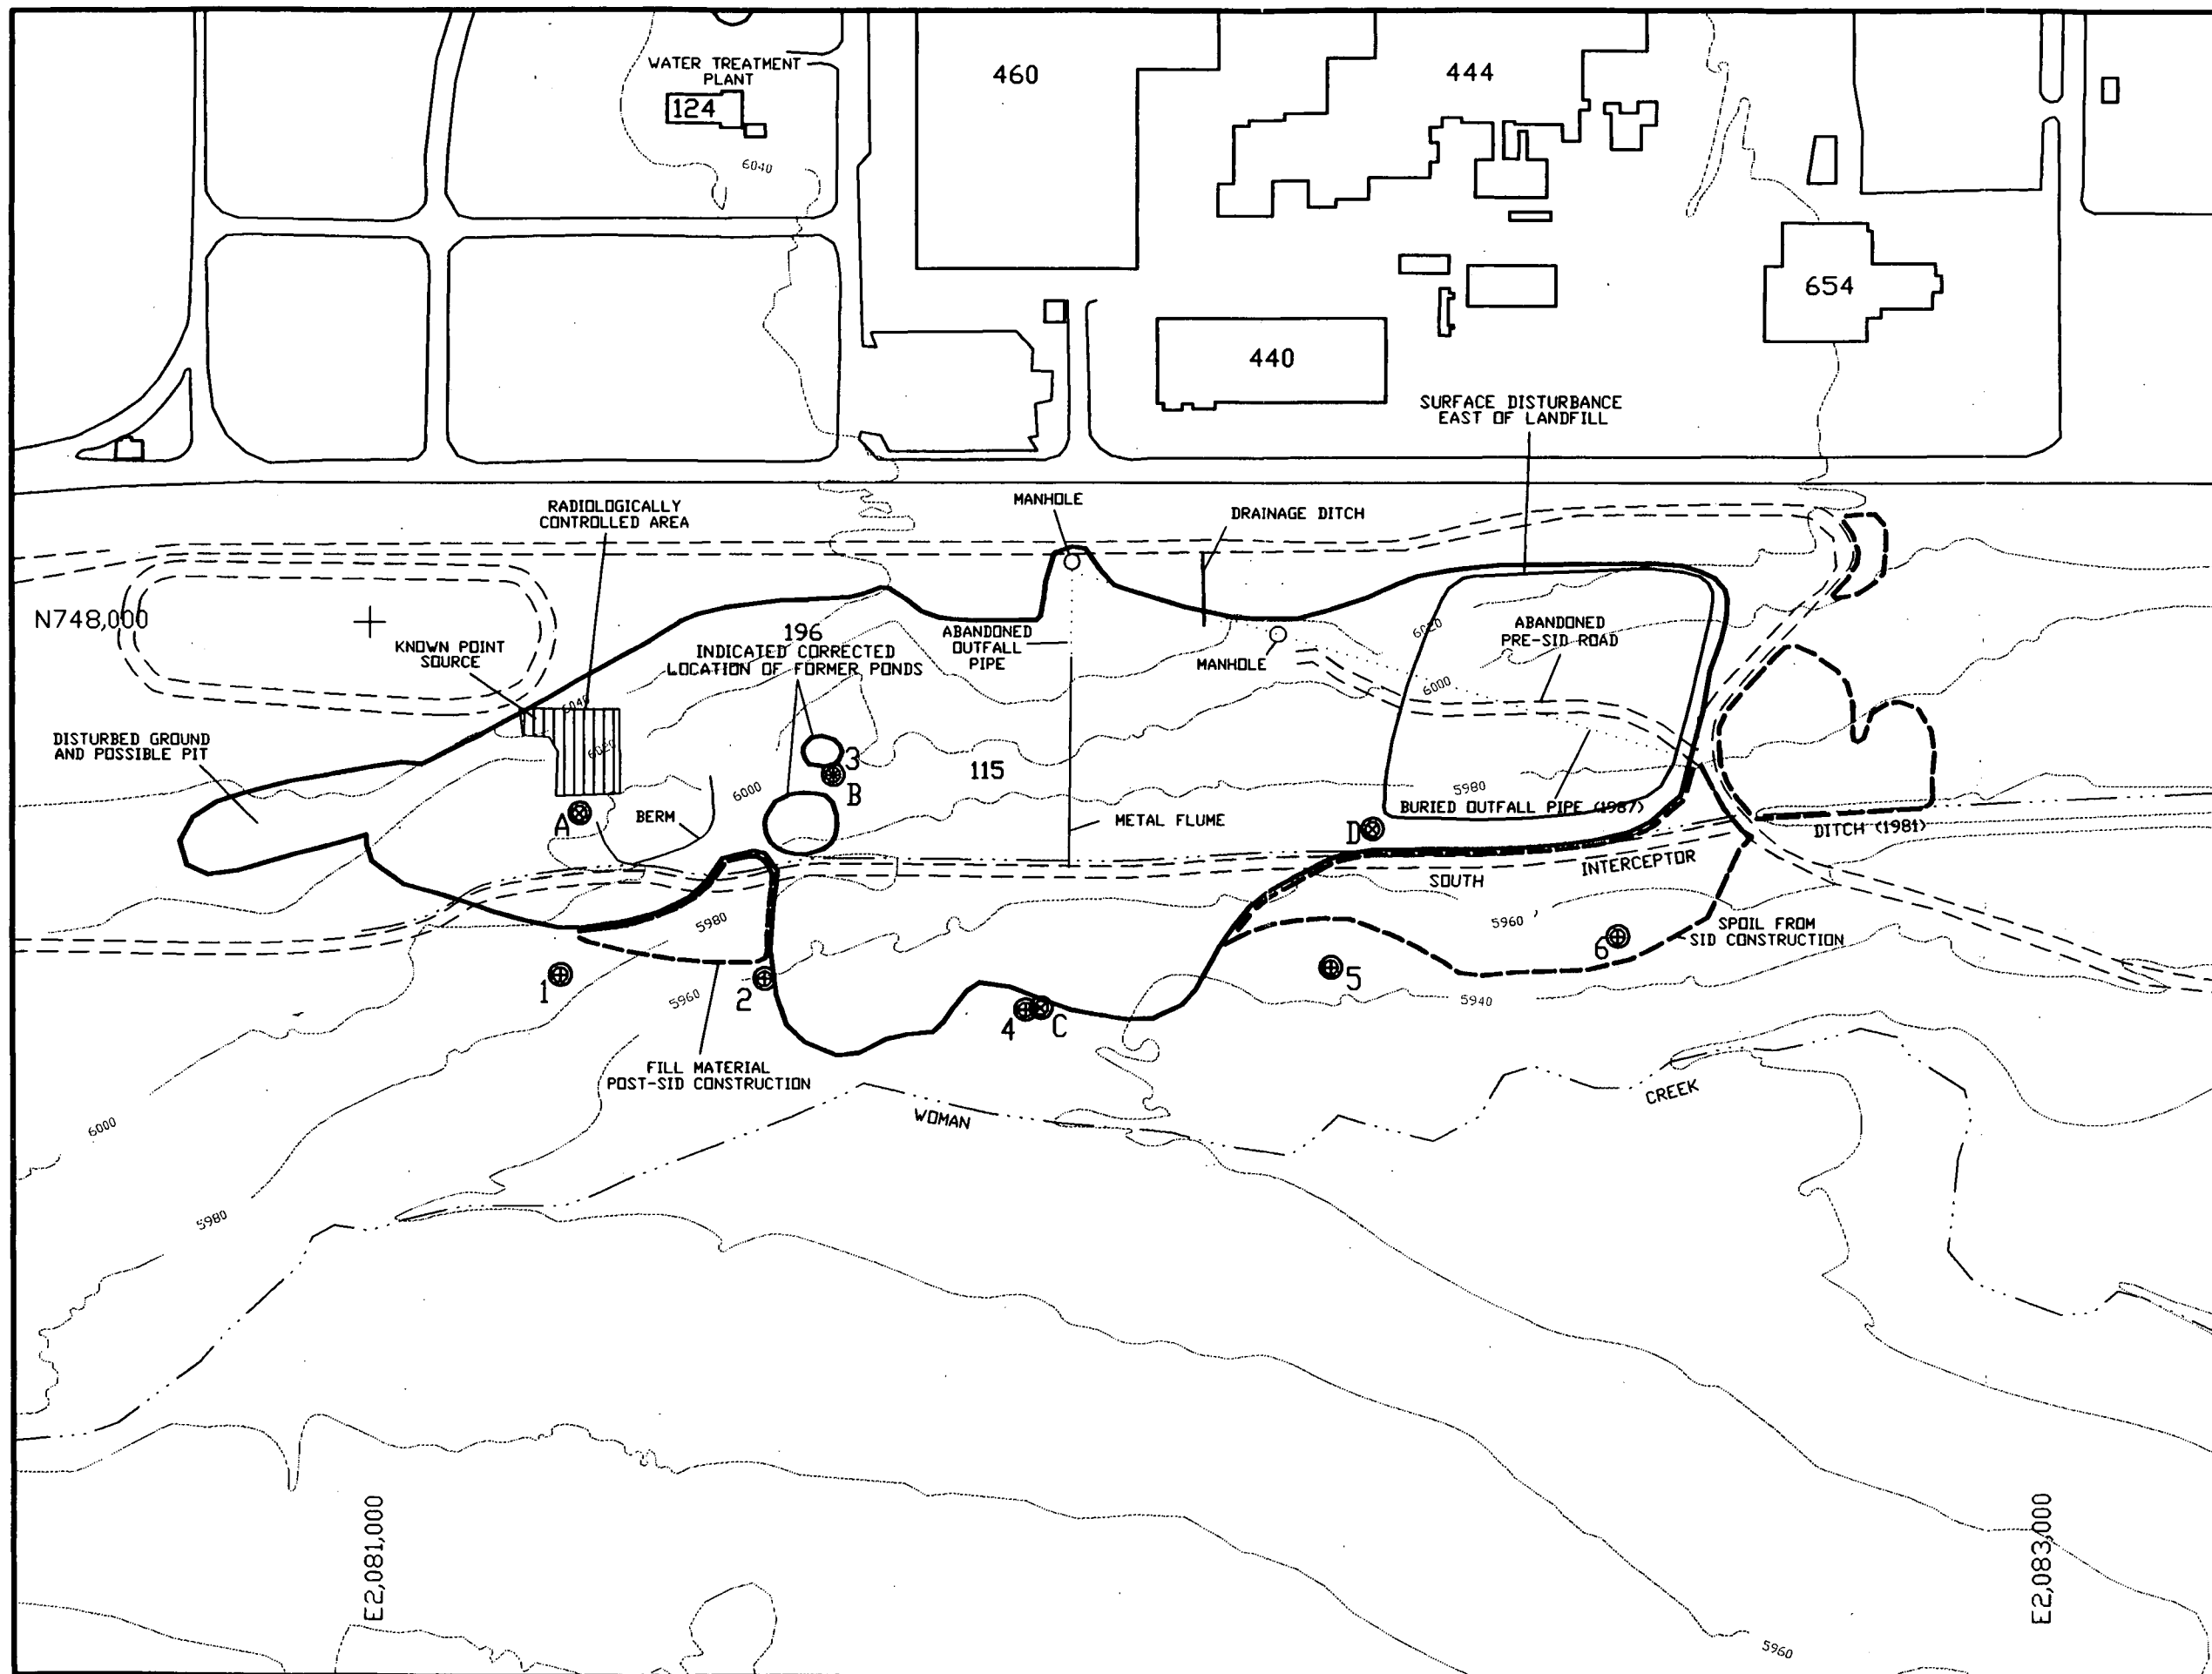 WATER TREATMENT
PLANT
124
460
444
6040
654
440
SURFACE DISTURBANCE
EAST OF LANDFILL
RADIOLOGICALLY
CONTROLLED AREA
MANHOLE
DRAINAGE DITCH
N748,000
KNOWN POINT
SOURCE
196
INDICATED CORRECTED
LOCATION OF FORMER PONDS
ABANDONED
OUTFALL
PIPE
MANHOLE
6020
ABANDONED
PRE-SID ROAD
6000
6040
6020
DISTURBED GROUND
AND POSSIBLE PIT
3
B
115
6000
5980
BURIED OUTFALL PIPE (1987)
A
BERM
METAL FLUME
D
DITCH (1981)
SOUTH
INTERCEPTOR
5980
5960
SPOIL FROM
SID CONSTRUCTION
6
1
2
5960
5
5940
4
C
FILL MATERIAL
POST-SID CONSTRUCTION
WOMAN
CREEK
6000
5980
E2,081,000
E2,083,000
5960